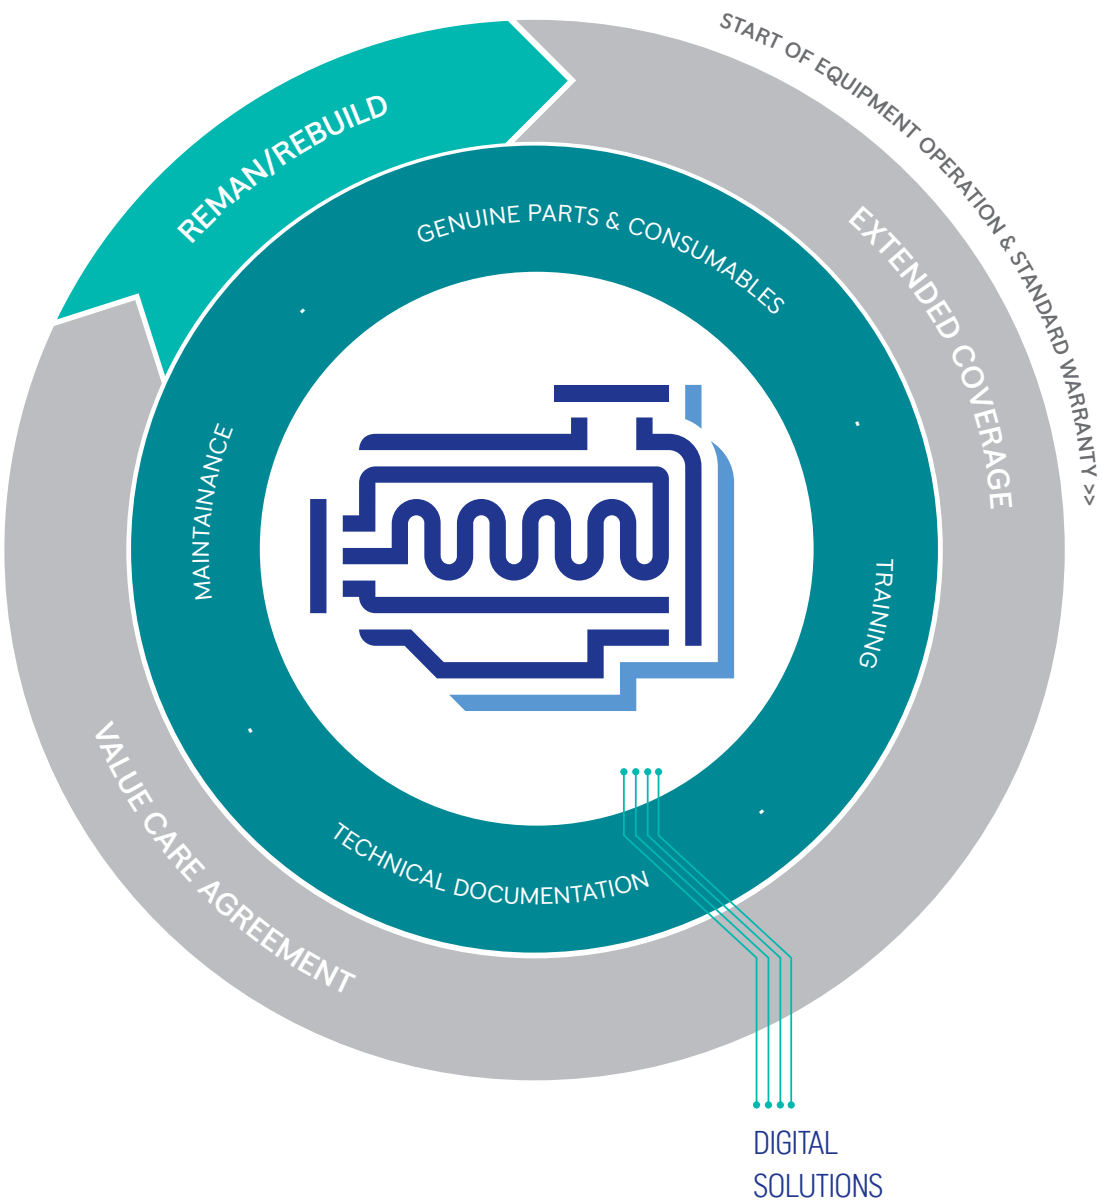 START OF EQUIPMENT OPERATION & STANDARD WARRANTY >>
REMAN/REBUILD
EXTENDED COVERAGE
VALUE CARE AGREEMENT
GENUINE PARTS & CONSUMABLES
TRAINING
TECHNICAL DOCUMENTATION
MAINTAINANCE
DIGITAL
SOLUTIONS